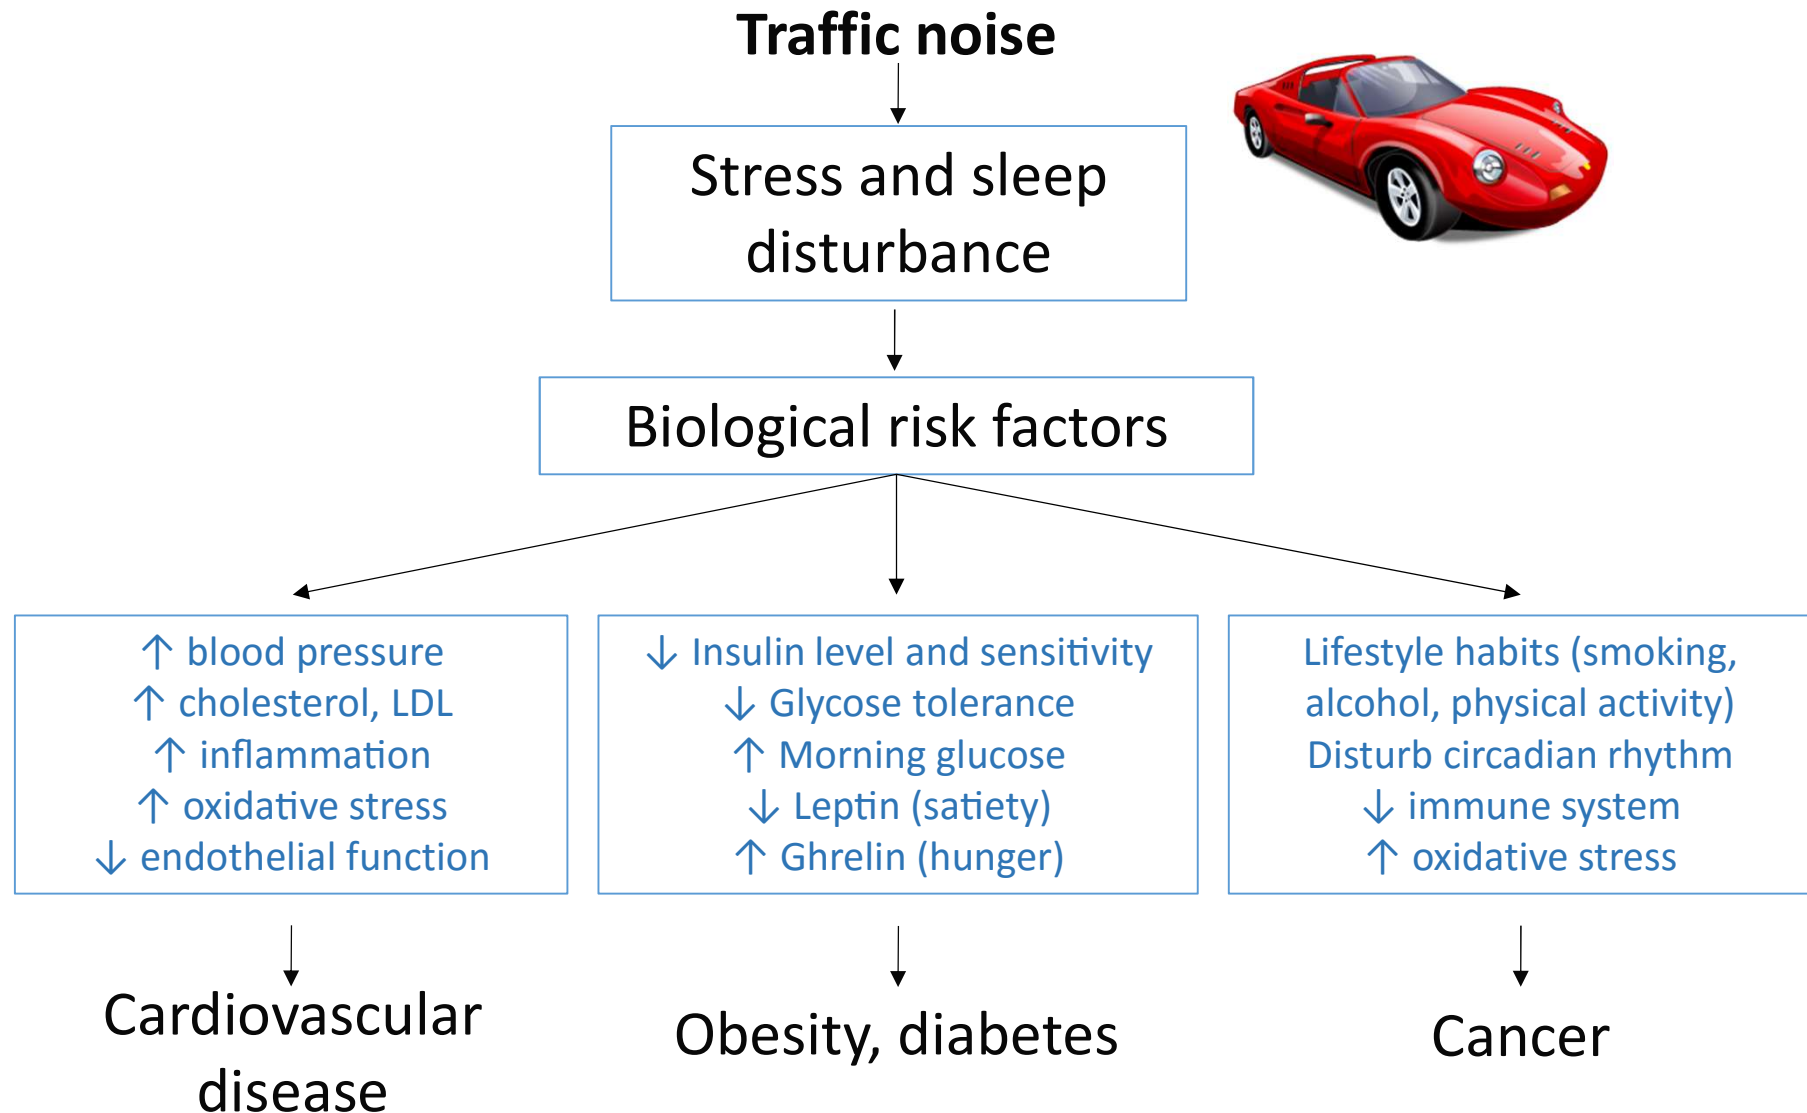 Traffic noise
Stress and sleep
disturbance
Biological risk factors
↑ blood pressure
↑ cholesterol, LDL
↑ inflammation
↑ oxidative stress
↓ endothelial function
↓ Insulin level and sensitivity
↓ Glycose tolerance
↑ Morning glucose
↓ Leptin (satiety)
↑ Ghrelin (hunger)
Lifestyle habits (smoking,
alcohol, physical activity)
Disturb circadian rhythm
↓ immune system
↑ oxidative stress
Cardiovascular
disease
Obesity, diabetes
Cancer